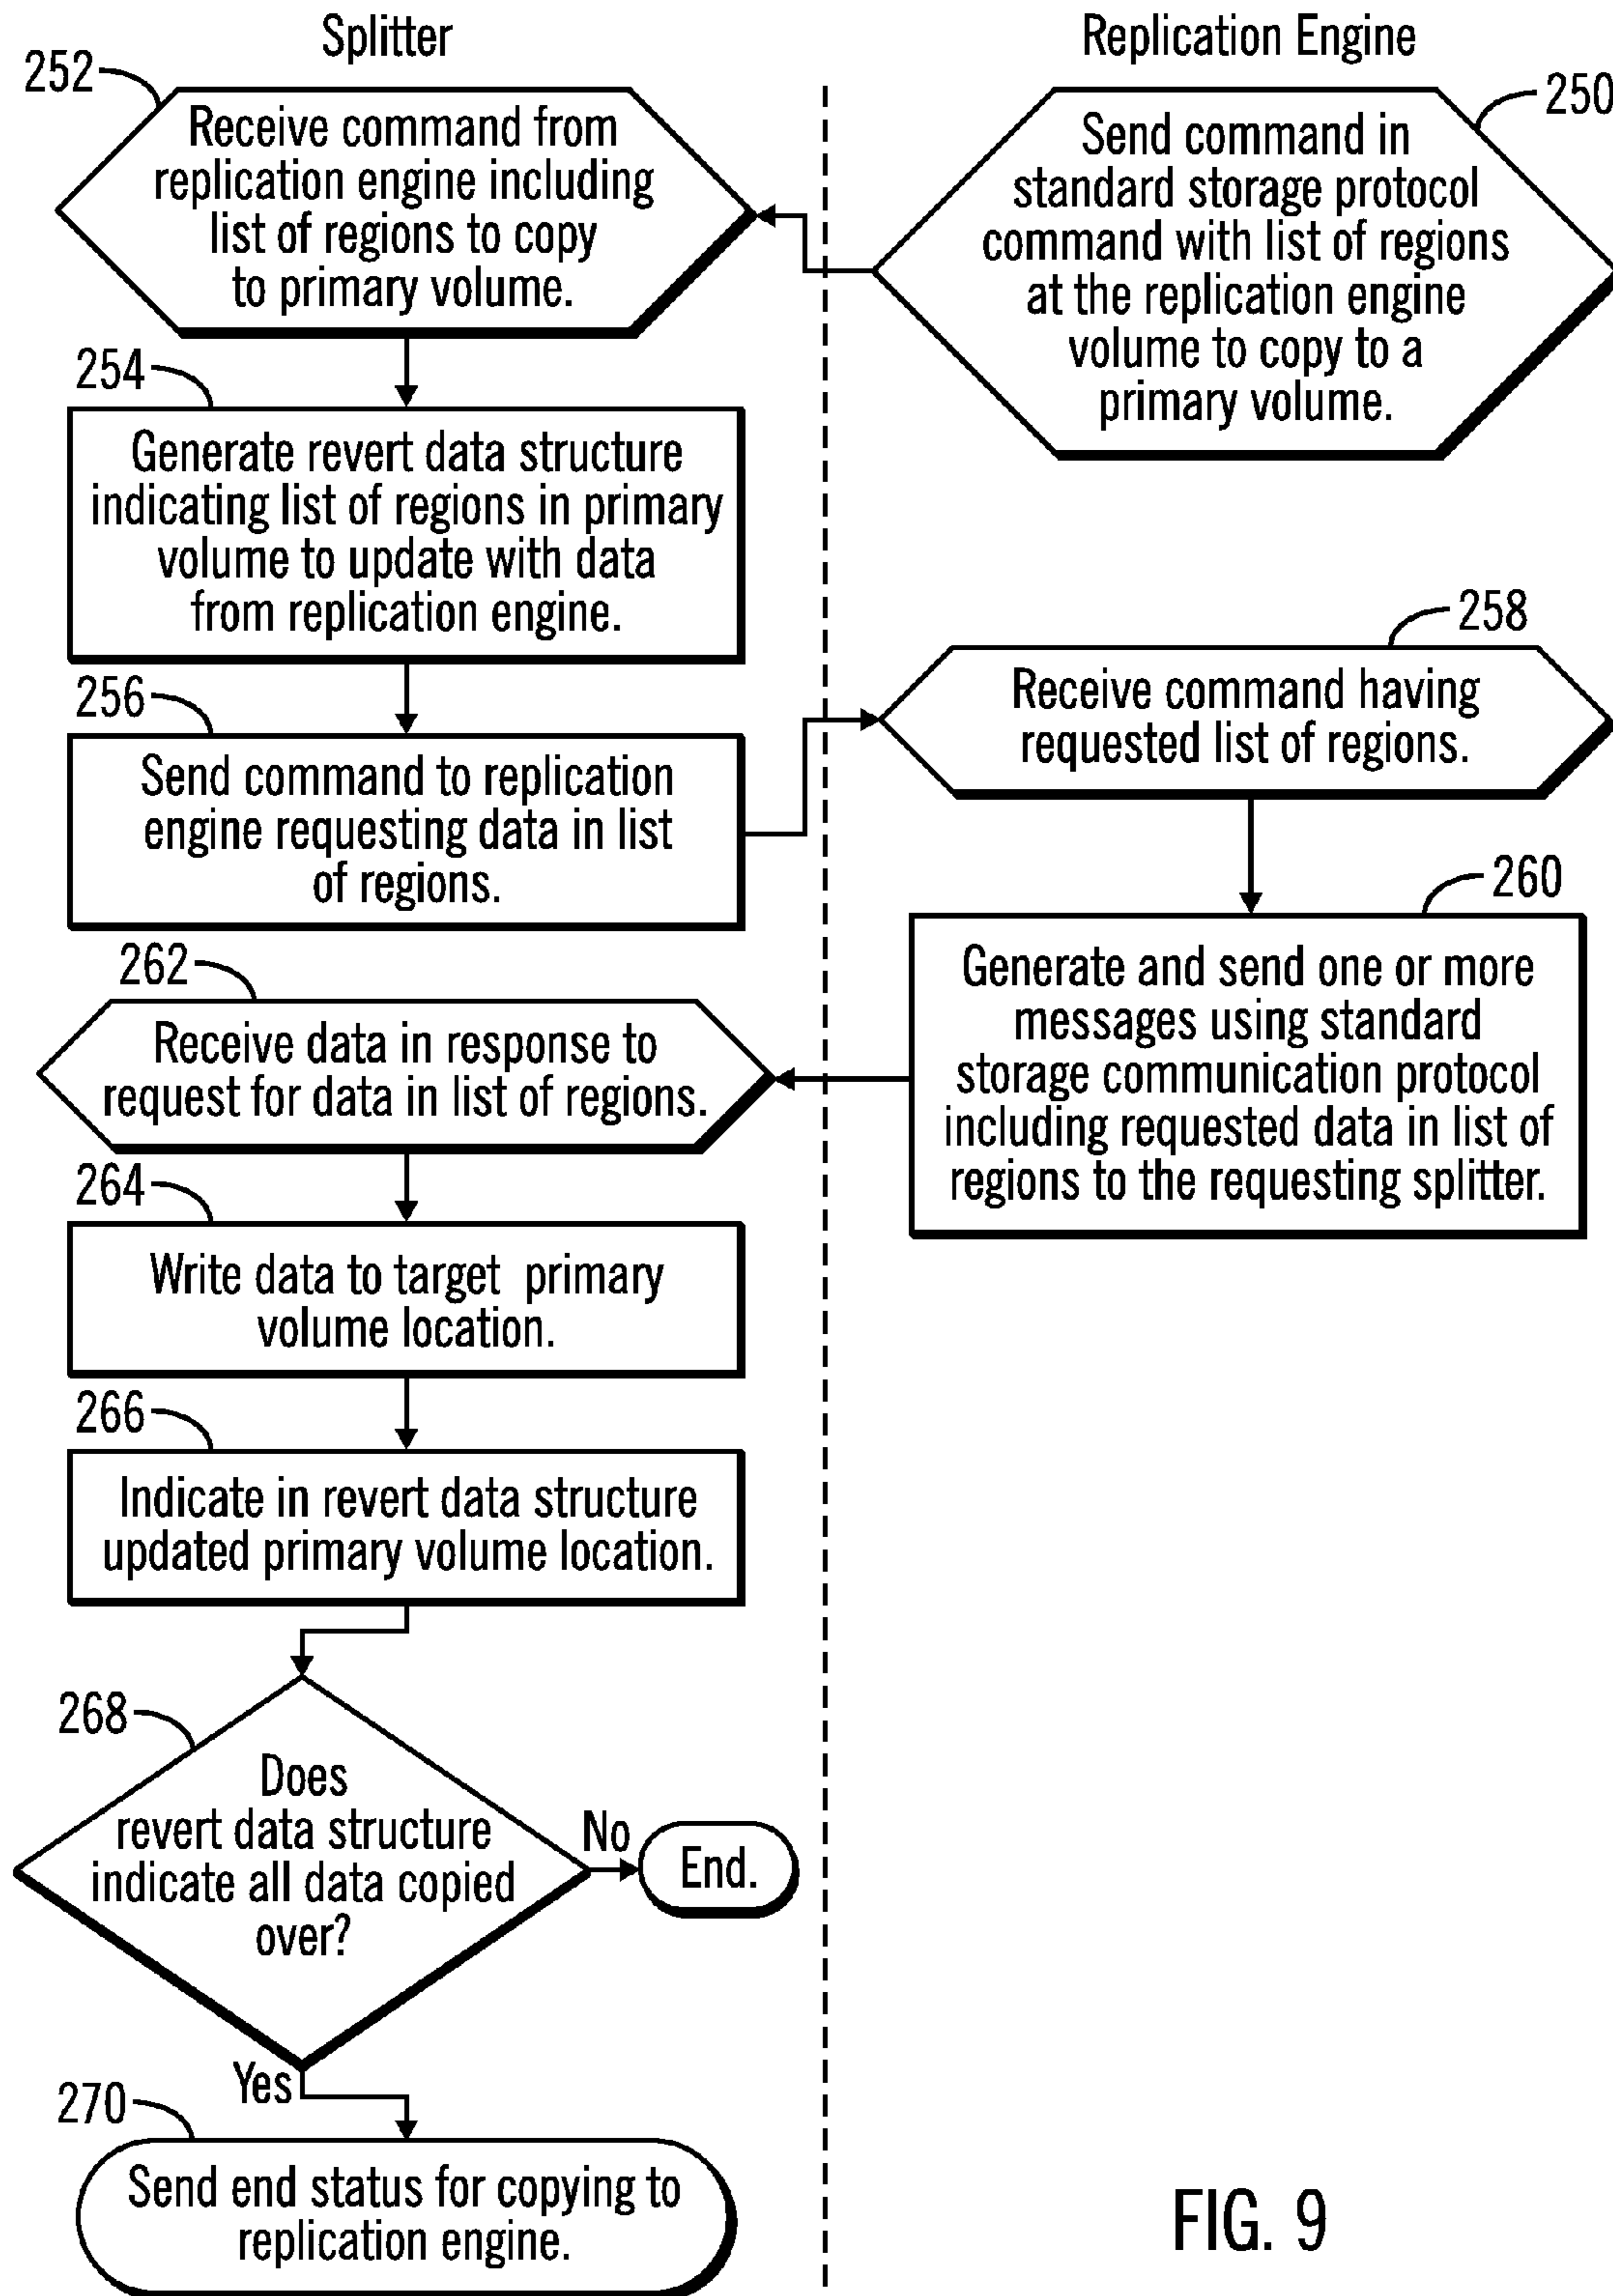 Splitter
Replication Engine
252
Receive command from
replication engine including
list of regions to copy
to primary volume.
250
Send command in
standard storage protocol
command with list of regions
at the replication engine
volume to copy to a
primary volume.
254
Generate revert data structure
indicating list of regions in primary
volume to update with data
from replication engine.
256
Send command to replication
engine requesting data in list
of regions.
258
Receive command having
requested list of regions.
260
Generate and send one or more
messages using standard
storage communication protocol
including requested data in list of
regions to the requesting splitter.
262
Receive data in response to
request for data in list of regions.
264
Write data to target primary
volume location.
266
Indicate in revert data structure
updated primary volume location.
268
Does
revert data structure
indicate all data copied
over?
No
End.
Yes
270
Send end status for copying to
replication engine.
FIG. 9